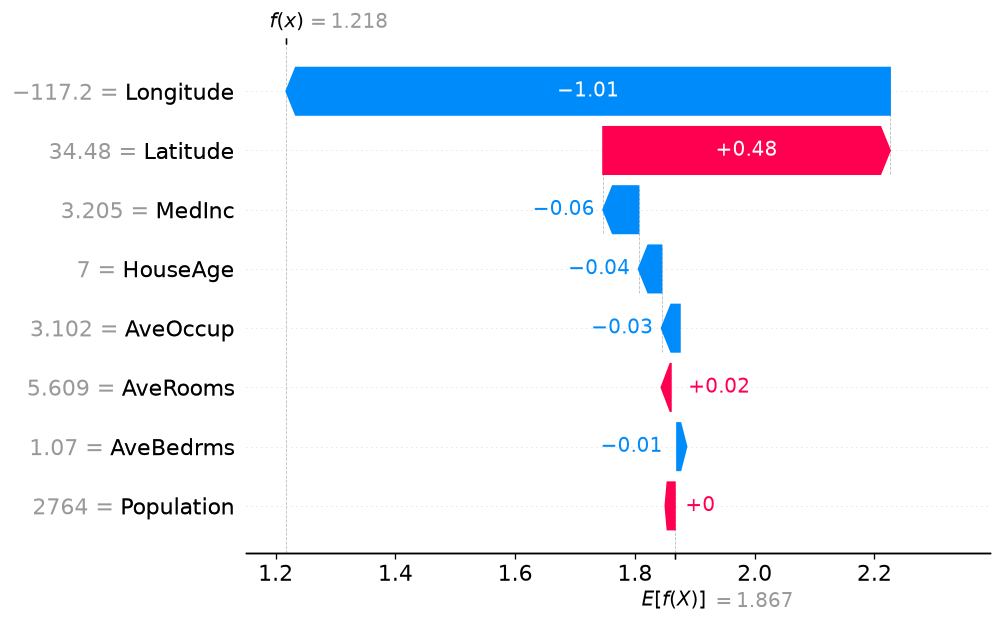 f(x) = 1.218
−117.2 = Longitude −1.01
34.48 = Latitude +0.48
3.205 = MedInc −0.06
7 = HouseAge −0.04
3.102 = AveOccup −0.03
5.609 = AveRooms +0.02
1.07 = AveBedrms −0.01
2764 = Population +0
1.2 1.4 1.6 1.8 2.0 2.2
E[f(X)] = 1.867